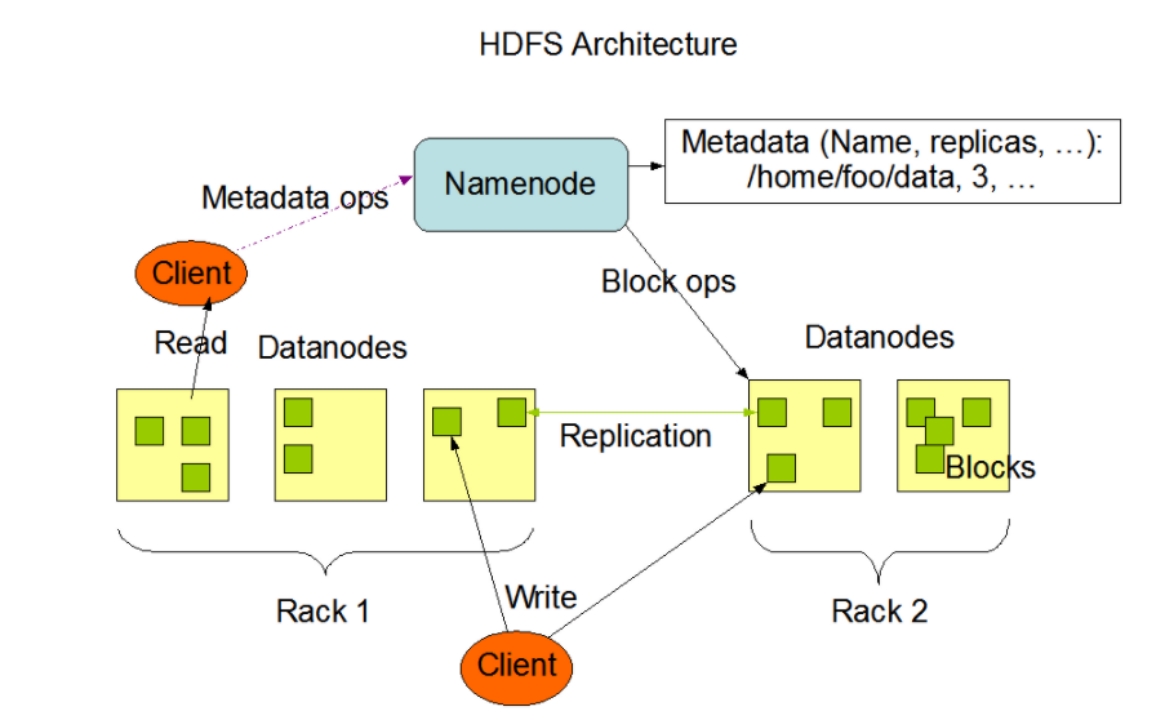 HDFS Architecture
Metadata (Name, replicas, ...):
/home/foo/data, 3, ...
Namenode
Metadata ops
Client
Block ops
Read
Datanodes
Datanodes
Replication
Blocks
Write
Rack 1
Rack 2
Client